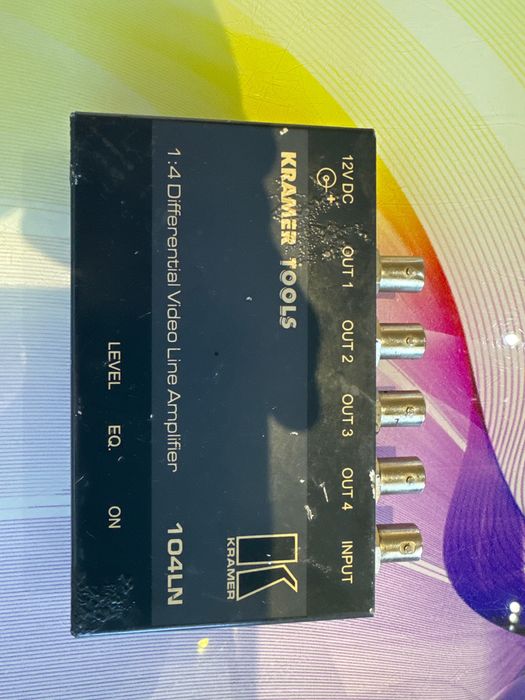 12V DC
OUT 1
OUT 2
OUT 3
OUT 4
INPUT
KRAMER TOOLS
KRAMER
1:4 Differential Video Line Amplifier
104LN
LEVEL
EQ.
ON